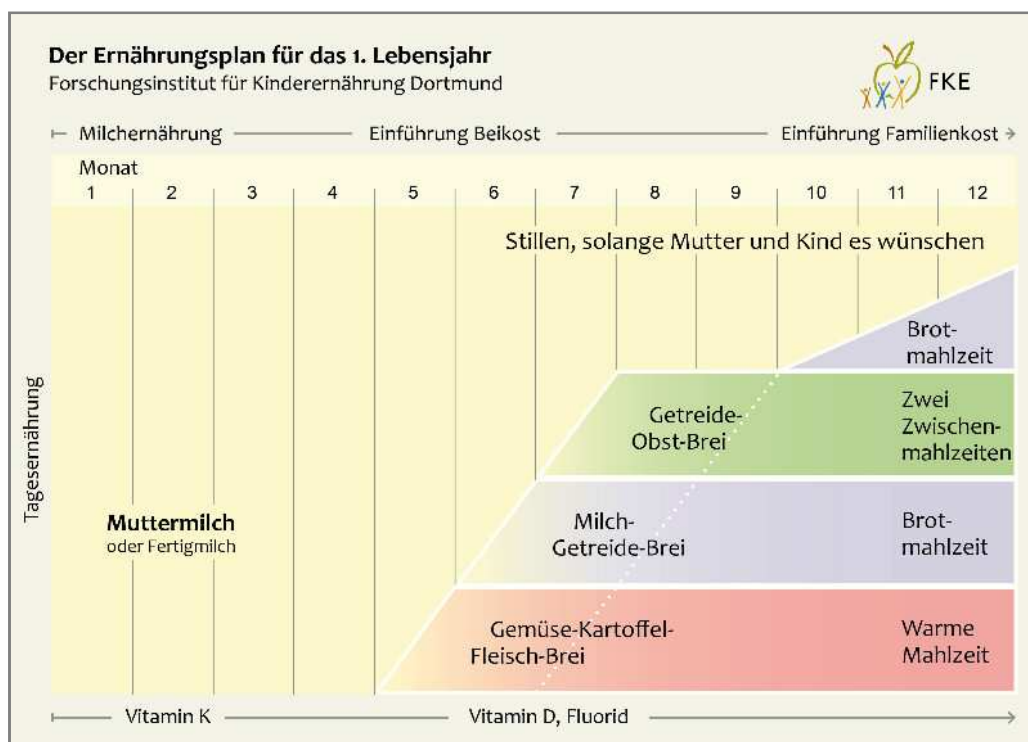 Der Ernährungsplan für das 1. Lebensjahr
Forschungsinstitut für Kinderernährung Dortmund
FKE
Milchernährung
Einführung Beikost
Einführung Familienkost
Monat
1 2 3 4 5 6 7 8 9 10 11 12
Stillen, solange Mutter und Kind es wünschen
Tagesernährung
Brot-
mahlzeit
Getreide-
Obst-Brei
Zwei
Zwischen-
mahlzeiten
Muttermilch
oder Fertigmilch
Milch-
Getreide-Brei
Brot-
mahlzeit
Gemüse-Kartoffel-
Fleisch-Brei
Warme
Mahlzeit
Vitamin K
Vitamin D, Fluorid